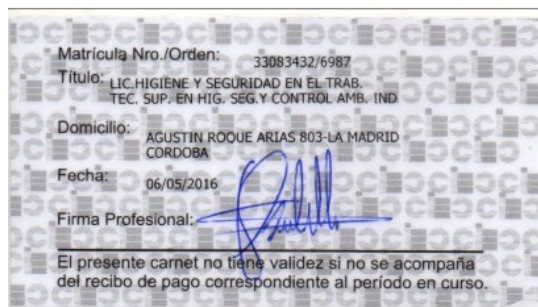 Matrícula Nro./Orden: 33083432/6987
Título: LIC.HIGIENE Y SEGURIDAD EN EL TRAB.
TEC. SUP. EN HIG. SEG.Y CONTROL AMB. IND
Domicilio: AGUSTIN ROQUE ARIAS 803-LA MADRID
CORDOBA
Fecha: 06/05/2016
Firma Profesional:
El presente carnet no tiene validez si no se acompaña
del recibo de pago correspondiente al período en curso.